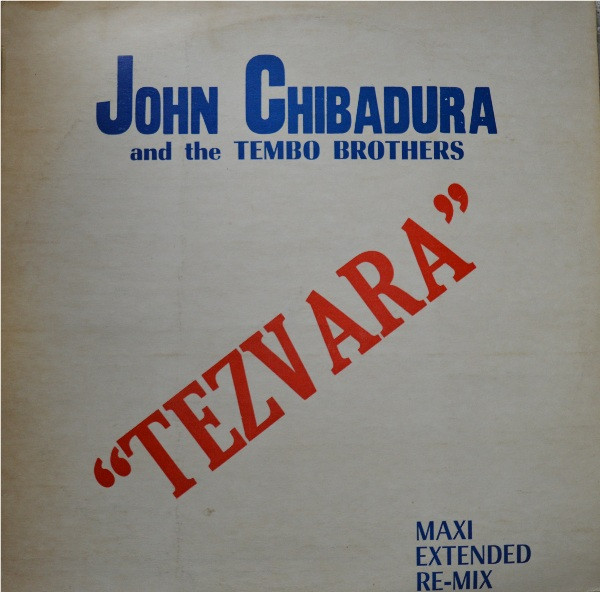 JOHN CHIBADURA
and the TEMBO BROTHERS
“TEZVARA”
MAXI
EXTENDED
RE-MIX